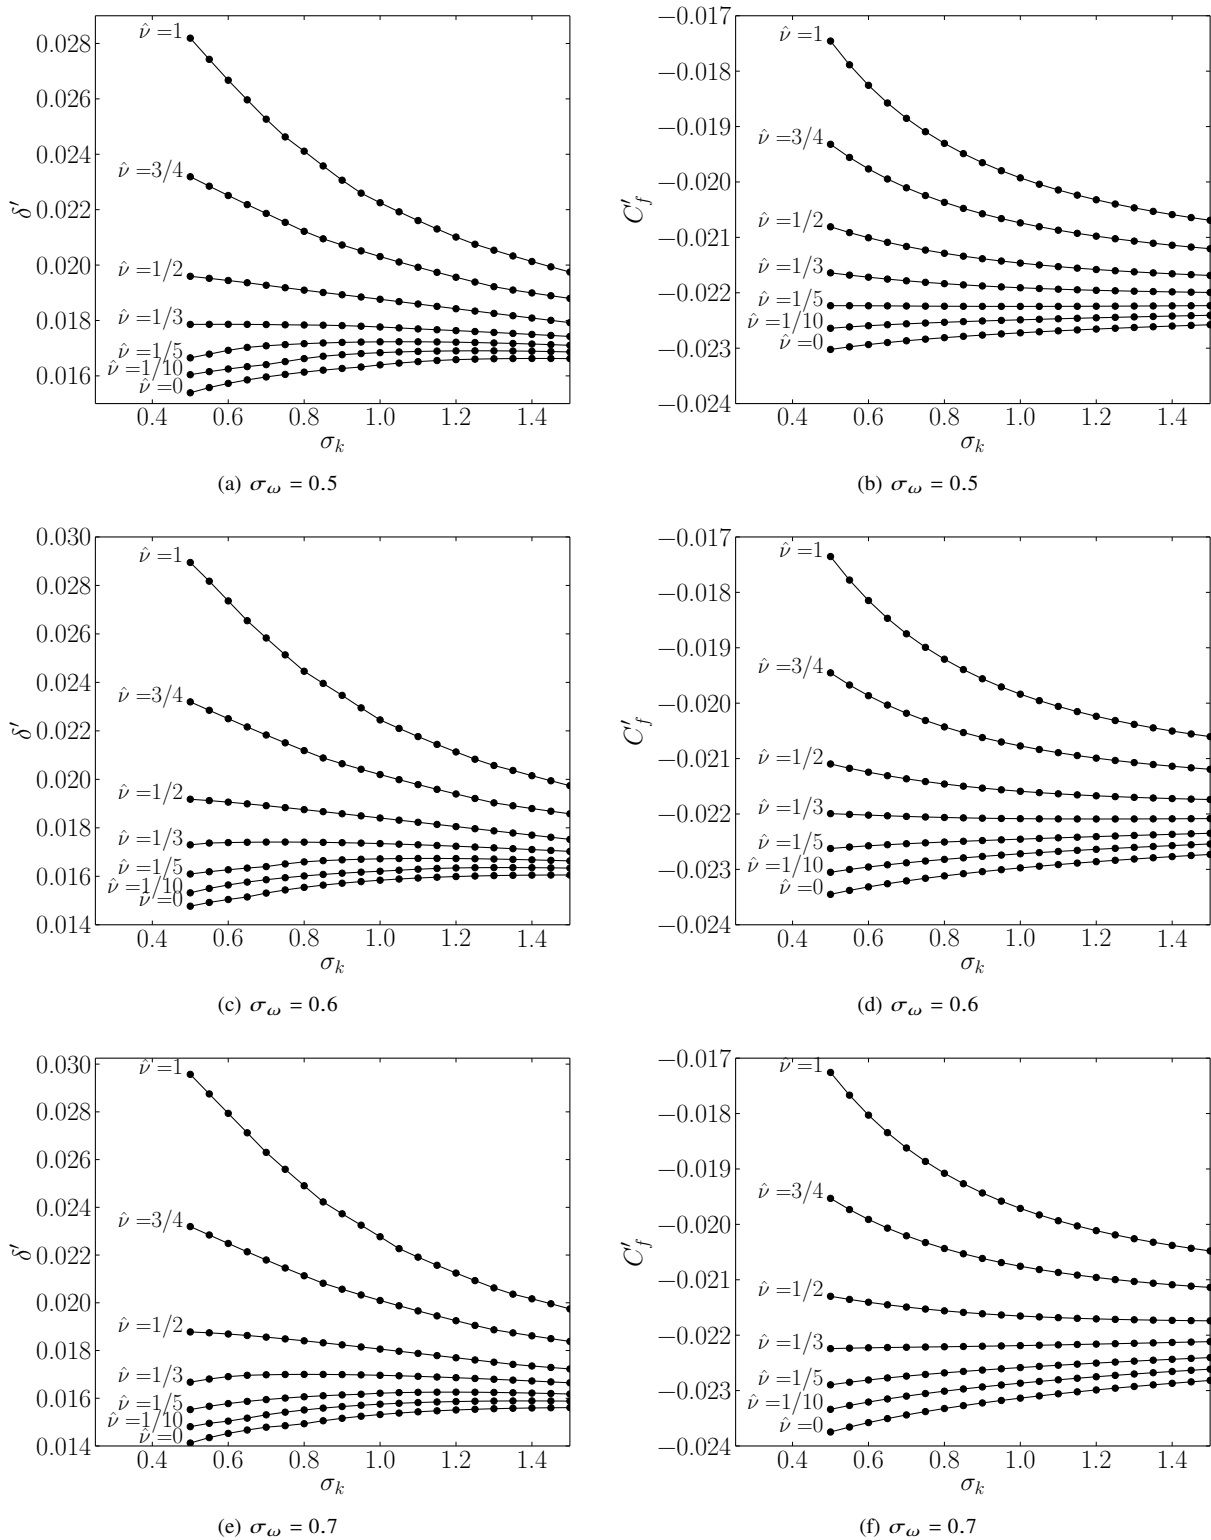 0.028
0.026
0.024
0.022
0.020
0.018
0.016
δ′
ν̂ =1
ν̂ =3/4
ν̂ =1/2
ν̂ =1/3
ν̂ =1/5
ν̂ =1/10
ν̂ =0
0.4 0.6 0.8 1.0 1.2 1.4
σₖ
(a) σω = 0.5
−0.017
−0.018
−0.019
−0.020
−0.021
−0.022
−0.023
−0.024
C′f
ν̂ =1
ν̂ =3/4
ν̂ =1/2
ν̂ =1/3
ν̂ =1/5
ν̂ =1/10
ν̂ =0
0.4 0.6 0.8 1.0 1.2 1.4
σₖ
(b) σω = 0.5
0.030
0.028
0.026
0.024
0.022
0.020
0.018
0.016
0.014
δ′
ν̂ =1
ν̂ =3/4
ν̂ =1/2
ν̂ =1/3
ν̂ =1/5
ν̂ =1/10
ν̂ =0
0.4 0.6 0.8 1.0 1.2 1.4
σₖ
(c) σω = 0.6
−0.017
−0.018
−0.019
−0.020
−0.021
−0.022
−0.023
−0.024
C′f
ν̂ =1
ν̂ =3/4
ν̂ =1/2
ν̂ =1/3
ν̂ =1/5
ν̂ =1/10
ν̂ =0
0.4 0.6 0.8 1.0 1.2 1.4
σₖ
(d) σω = 0.6
0.030
0.028
0.026
0.024
0.022
0.020
0.018
0.016
0.014
δ′
ν̂ =1
ν̂ =3/4
ν̂ =1/2
ν̂ =1/3
ν̂ =1/5
ν̂ =1/10
ν̂ =0
0.4 0.6 0.8 1.0 1.2 1.4
σₖ
(e) σω = 0.7
−0.017
−0.018
−0.019
−0.020
−0.021
−0.022
−0.023
−0.024
C′f
ν̂ =1
ν̂ =3/4
ν̂ =1/2
ν̂ =1/3
ν̂ =1/5
ν̂ =1/10
ν̂ =0
0.4 0.6 0.8 1.0 1.2 1.4
σₖ
(f) σω = 0.7